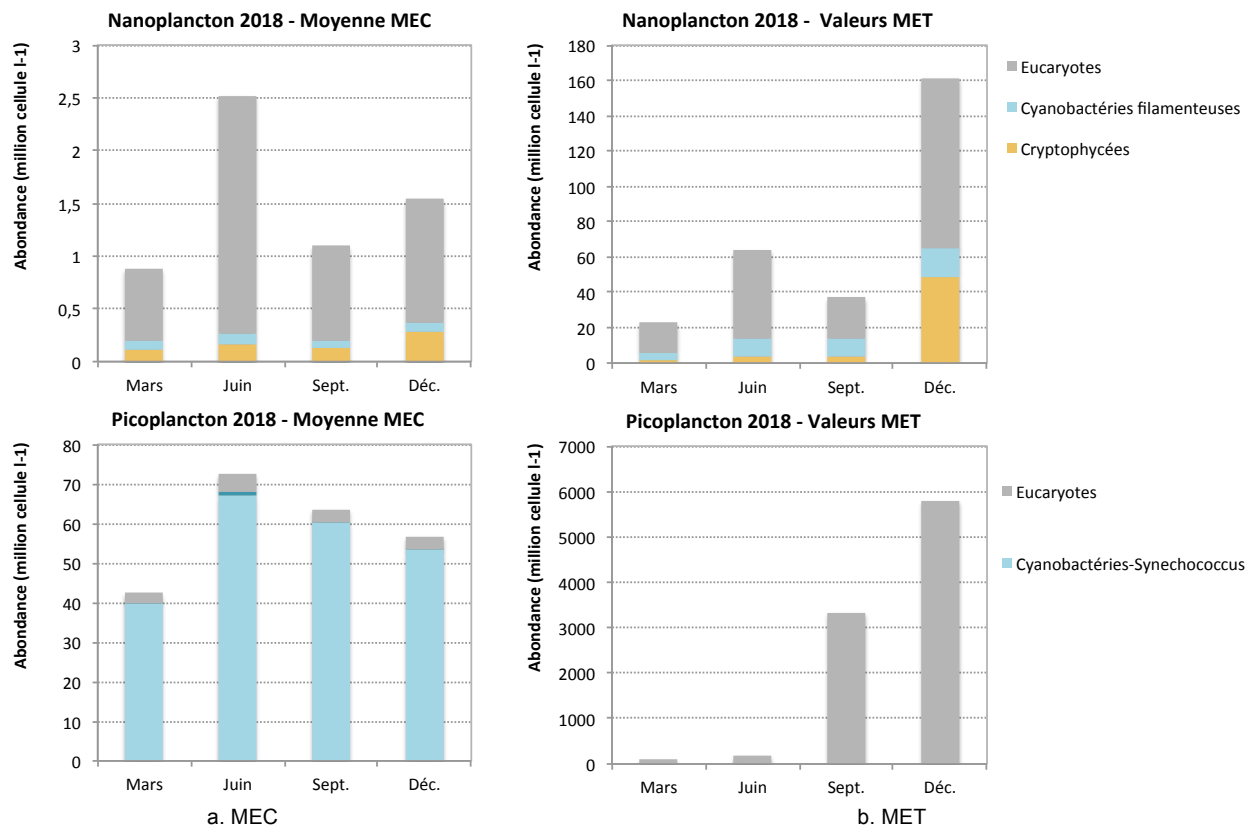 Nanoplancton 2018 - Moyenne MEC
Abondance (million cellule l-1)
3
2,5
2
1,5
1
0,5
0
Mars Juin Sept. Déc.
Nanoplancton 2018 - Valeurs MET
Abondance (million cellule l-1)
180
160
140
120
100
80
60
40
20
0
Mars Juin Sept. Déc.
Eucaryotes
Cyanobactéries filamenteuses
Cryptophycées
Picoplancton 2018 - Moyenne MEC
Abondance (million cellule l-1)
80
70
60
50
40
30
20
10
0
Mars Juin Sept. Déc.
a. MEC
Picoplancton 2018 - Valeurs MET
Abondance (million cellule l-1)
7000
6000
5000
4000
3000
2000
1000
0
Mars Juin Sept. Déc.
b. MET
Eucaryotes
Cyanobactéries-Synechococcus